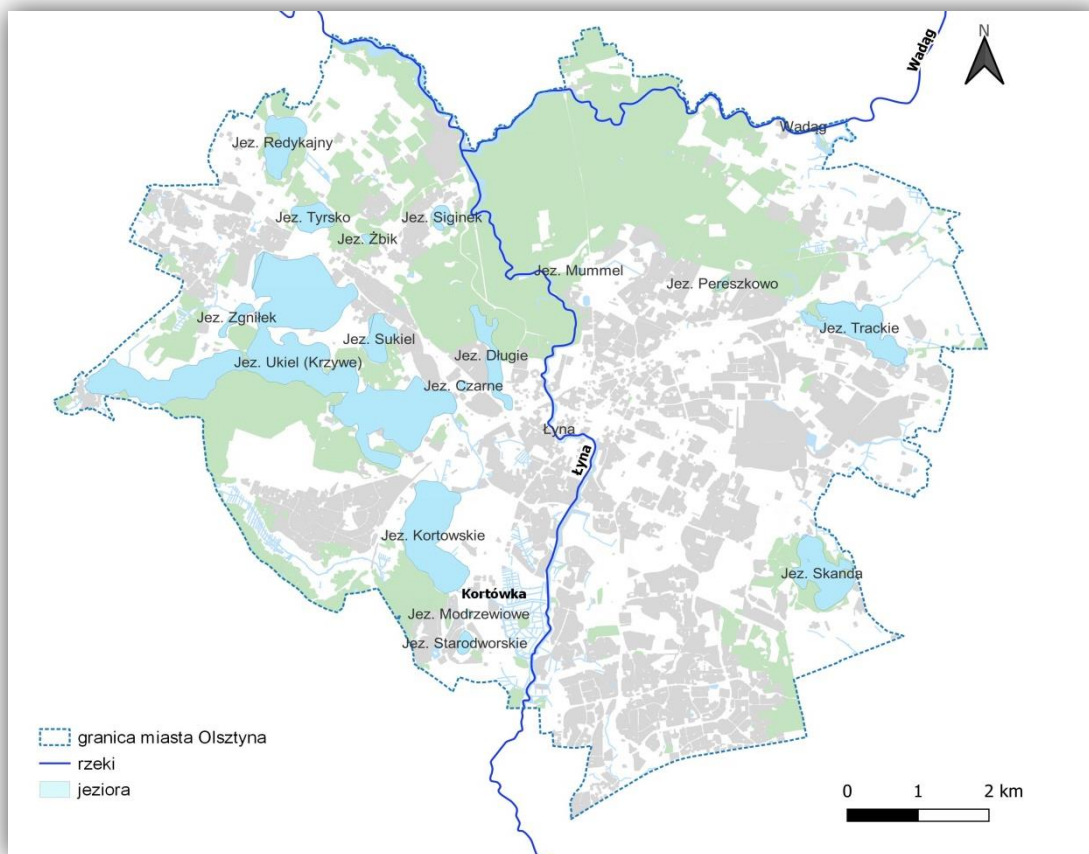 N
Wadąg
Wadąg
Jez. Redykajny
Jez. Tyrsko
Jez. Siginek
Jez. Żbik
Jez. Mummel
Jez. Pereszkowo
Jez. Zgniłek
Jez. Sukiel
Jez. Trackie
Jez. Ukiel (Krzywe)
Jez. Długie
Jez. Czarne
Łyna
Łyna
Jez. Kortowskie
Jez. Skanda
Kortówka
Jez. Modrzewiowe
Jez. Starodworskie
granica miasta Olsztyna
rzeki
jeziora
0 1 2 km